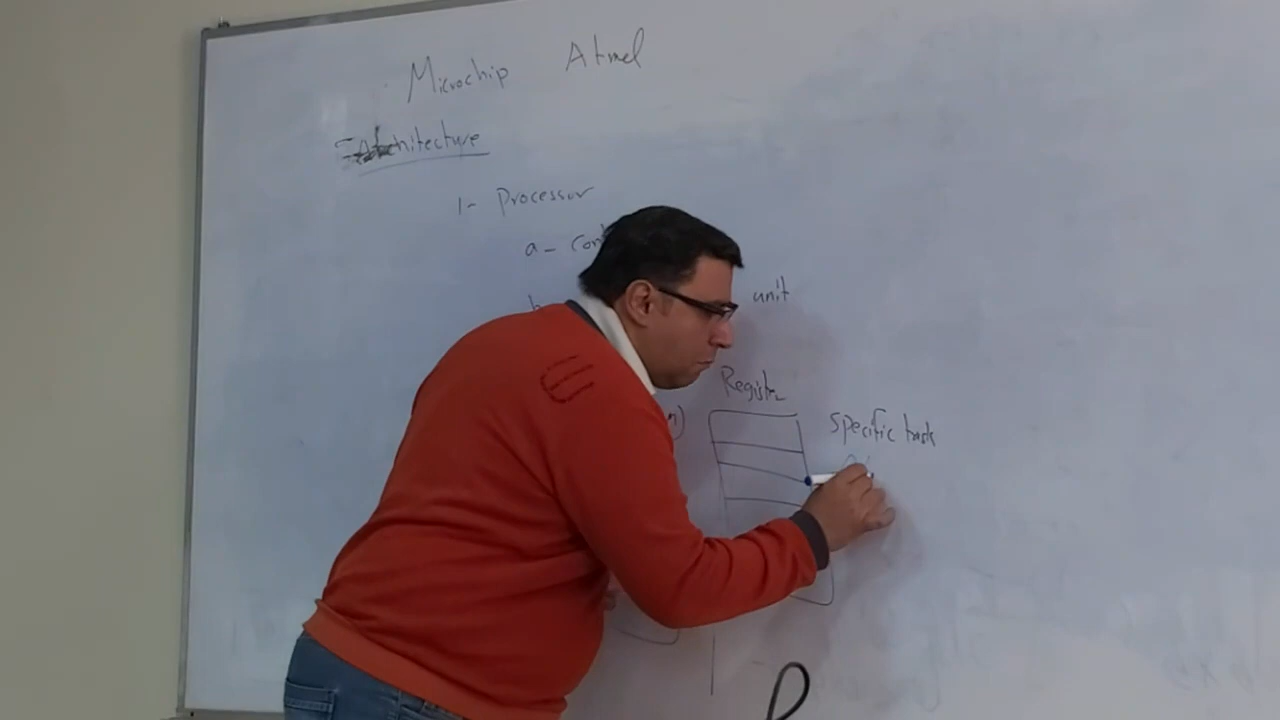 Microchip Atmel
Architecture
1- Processor
a- con
unit
Register
specific task